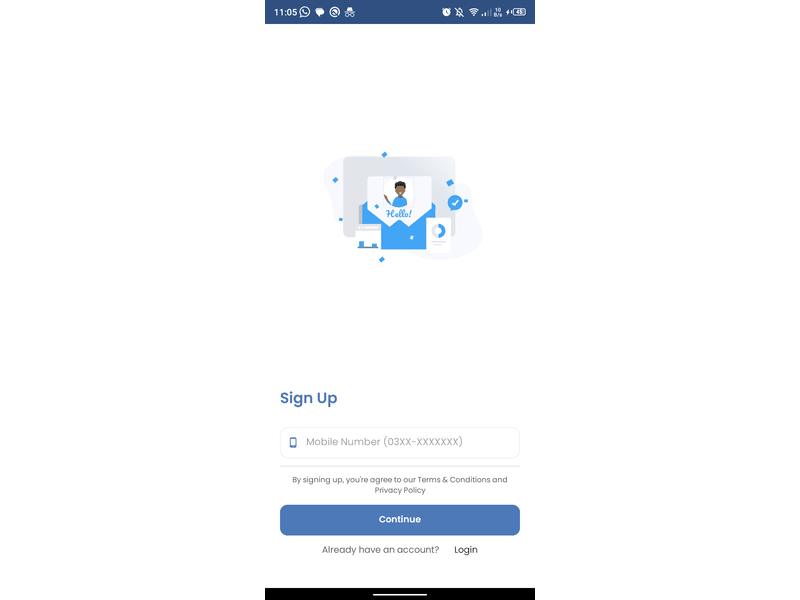 11:05
10
B/s
45
Hello!
Sign Up
Mobile Number (03XX-XXXXXXX)
By signing up, you're agree to our Terms & Conditions and
Privacy Policy
Continue
Already have an account? Login